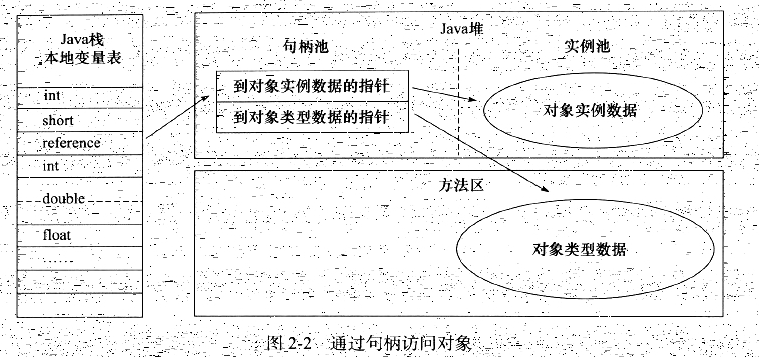 Java栈
本地变量表
int
short
reference
int
double
float
……
Java堆
句柄池
实例池
到对象实例数据的指针
到对象类型数据的指针
对象实例数据
方法区
对象类型数据
图2-2 通过句柄访问对象